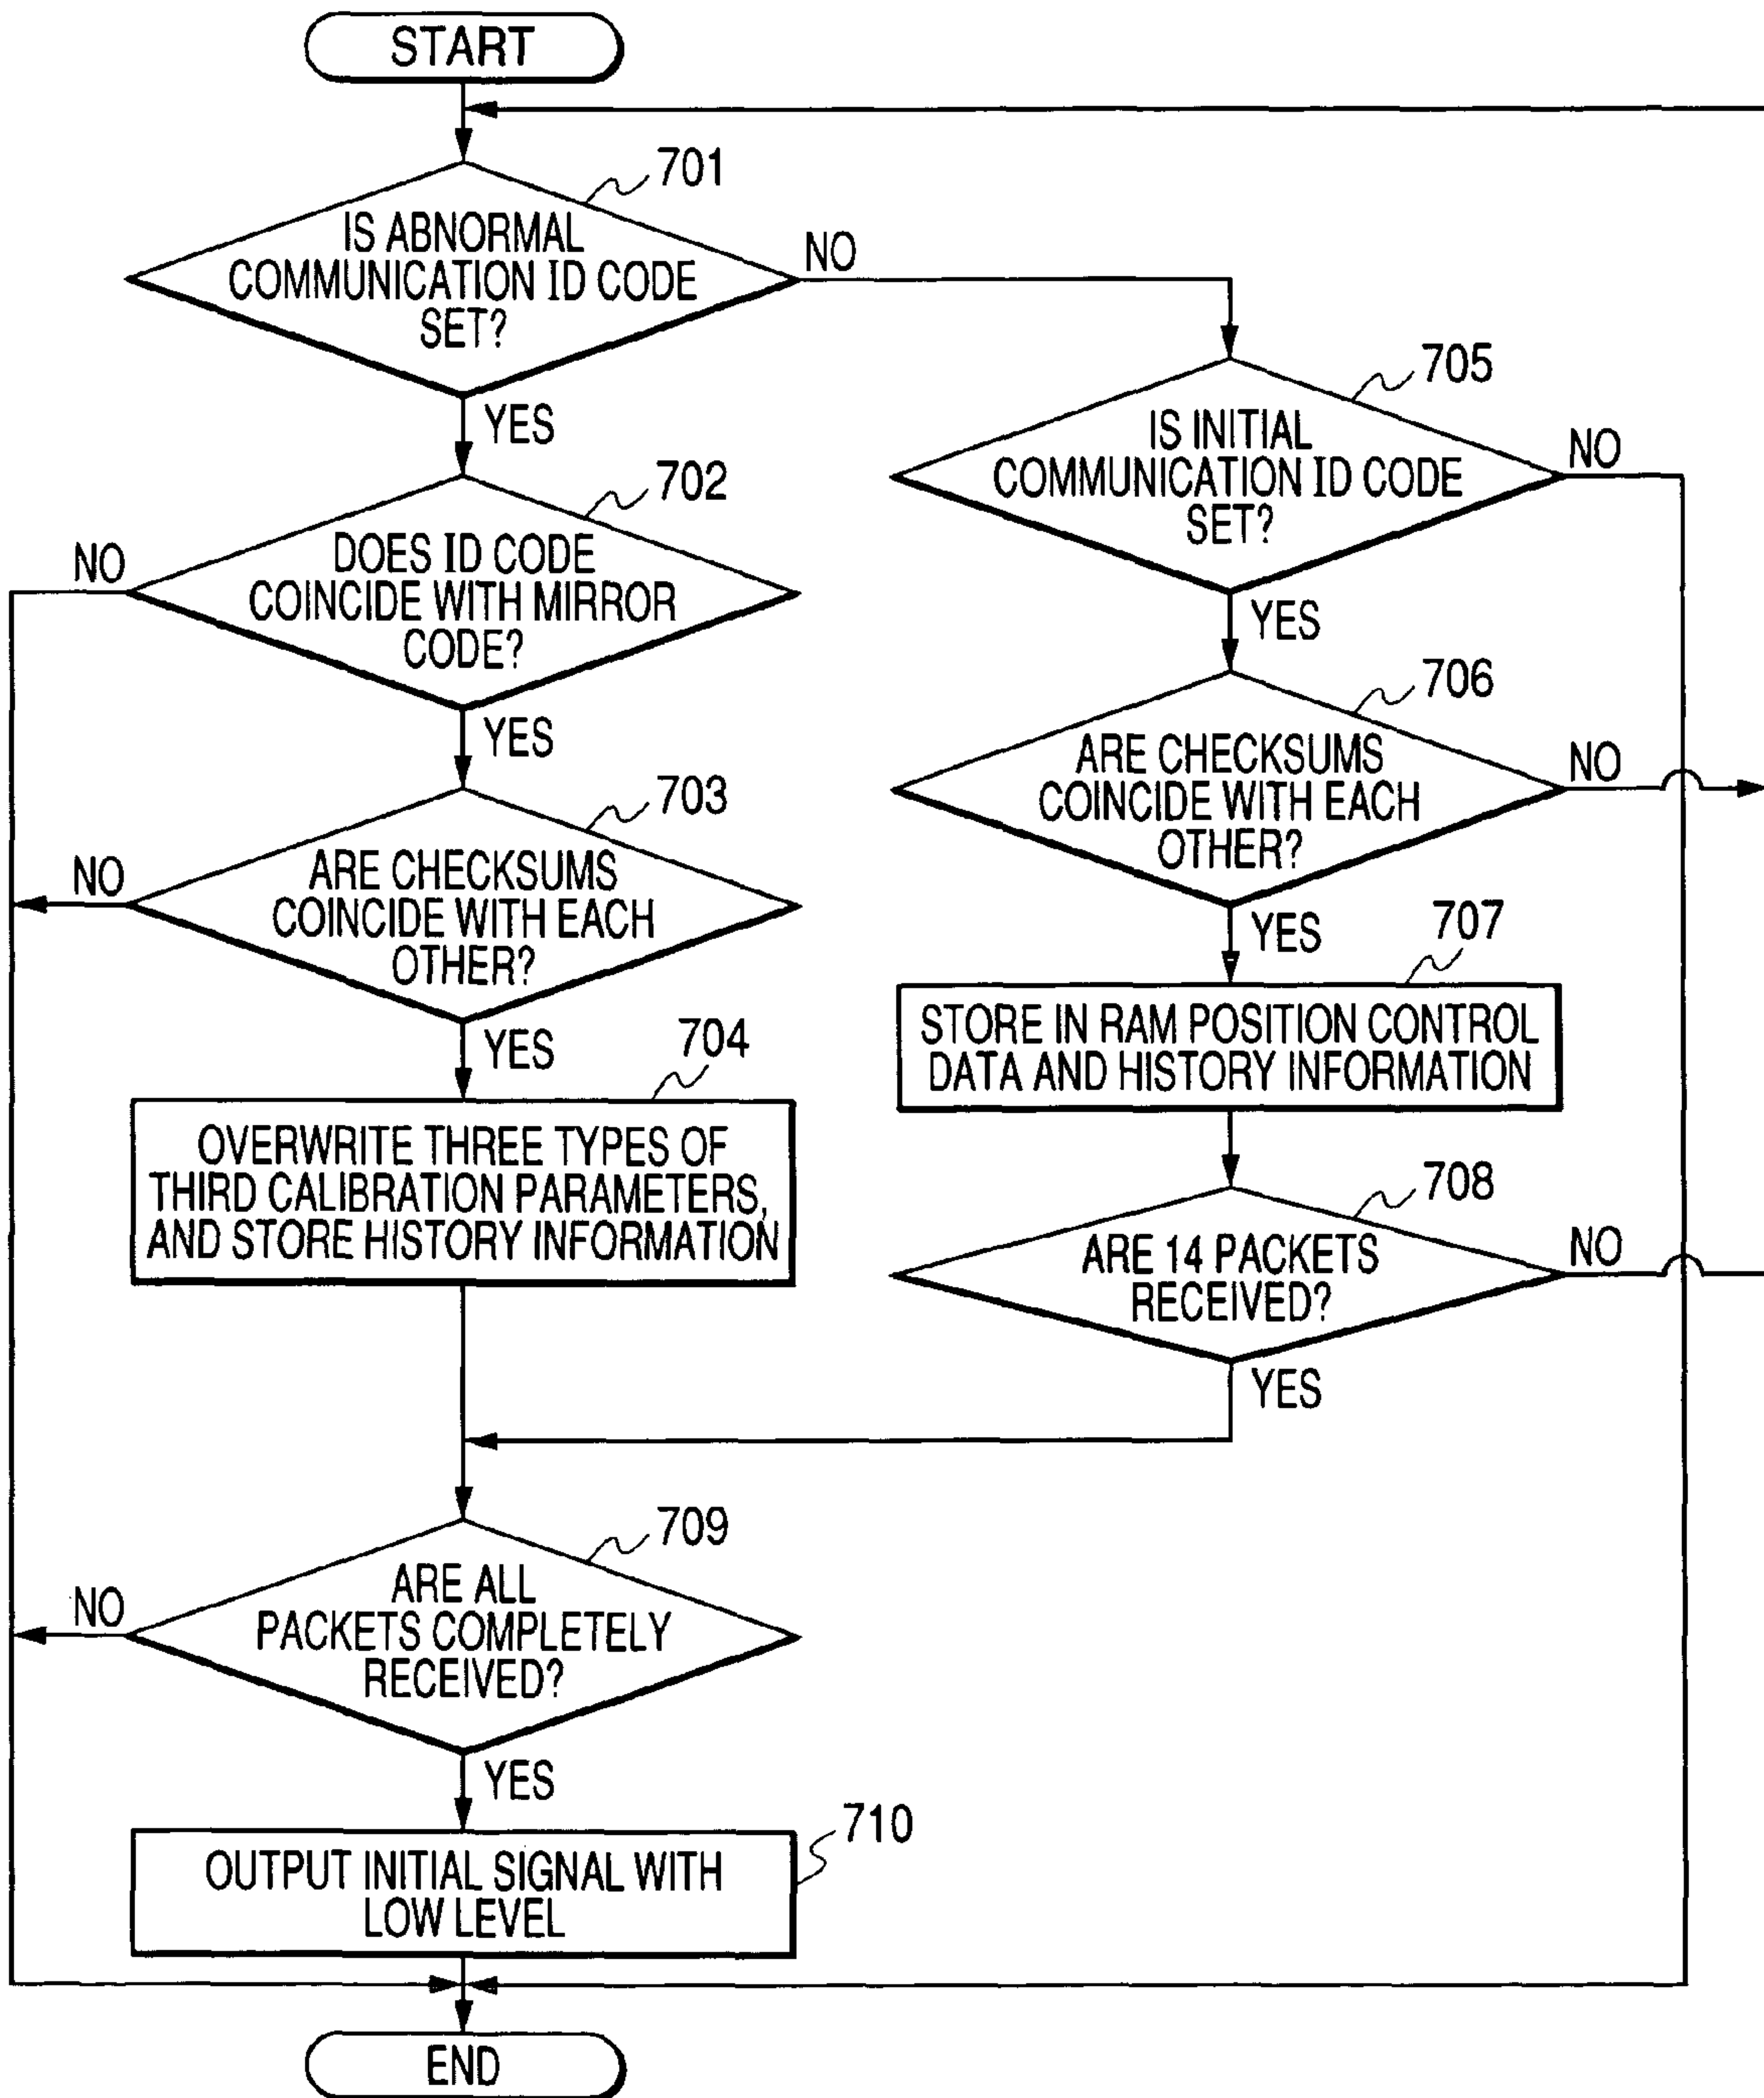 START
701
IS ABNORMAL
COMMUNICATION ID CODE
SET?
NO
YES
702
DOES ID CODE
COINCIDE WITH MIRROR
CODE?
NO
YES
703
ARE CHECKSUMS
COINCIDE WITH EACH
OTHER?
NO
YES
704
OVERWRITE THREE TYPES OF
THIRD CALIBRATION PARAMETERS,
AND STORE HISTORY INFORMATION
705
IS INITIAL
COMMUNICATION ID CODE
SET?
NO
YES
706
ARE CHECKSUMS
COINCIDE WITH EACH
OTHER?
NO
YES
707
STORE IN RAM POSITION CONTROL
DATA AND HISTORY INFORMATION
708
ARE 14 PACKETS
RECEIVED?
NO
YES
709
ARE ALL
PACKETS COMPLETELY
RECEIVED?
NO
YES
710
OUTPUT INITIAL SIGNAL WITH
LOW LEVEL
END